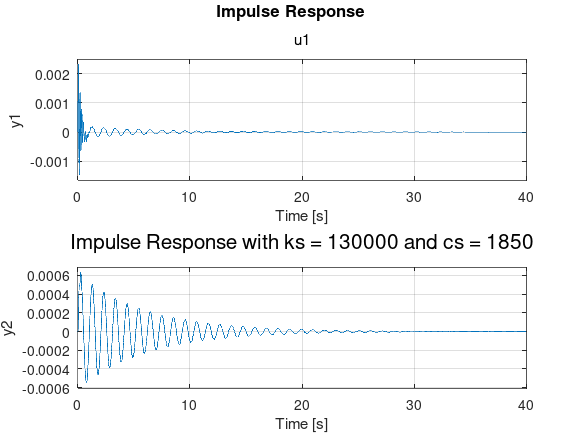 Impulse Response
u1
0.002
0.001
0
-0.001
y1
0 10 20 30 40
Time [s]
Impulse Response with ks = 130000 and cs = 1850
0.0006
0.0004
0.0002
0
-0.0002
-0.0004
-0.0006
y2
0 10 20 30 40
Time [s]